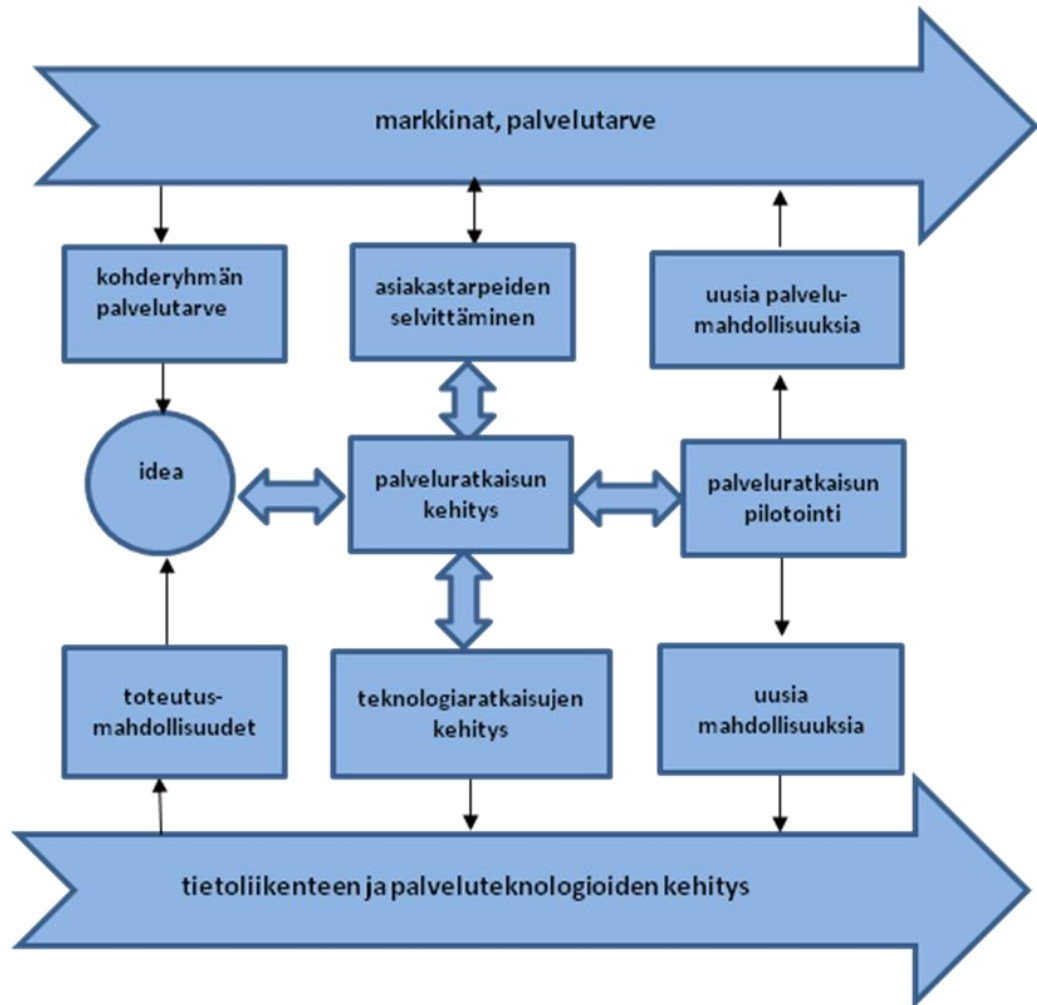 markkinat, palvelutarve
kohderyhmän
palvelutarve
asiakastarpeiden
selvittäminen
uusia palvelu-
mahdollisuuksia
idea
palveluratkaisun
kehitys
palveluratkaisun
pilotointi
toteutus-
mahdollisuudet
teknologiaratkaisujen
kehitys
uusia
mahdollisuuksia
tietoliikenteen ja palveluteknologioiden kehitys